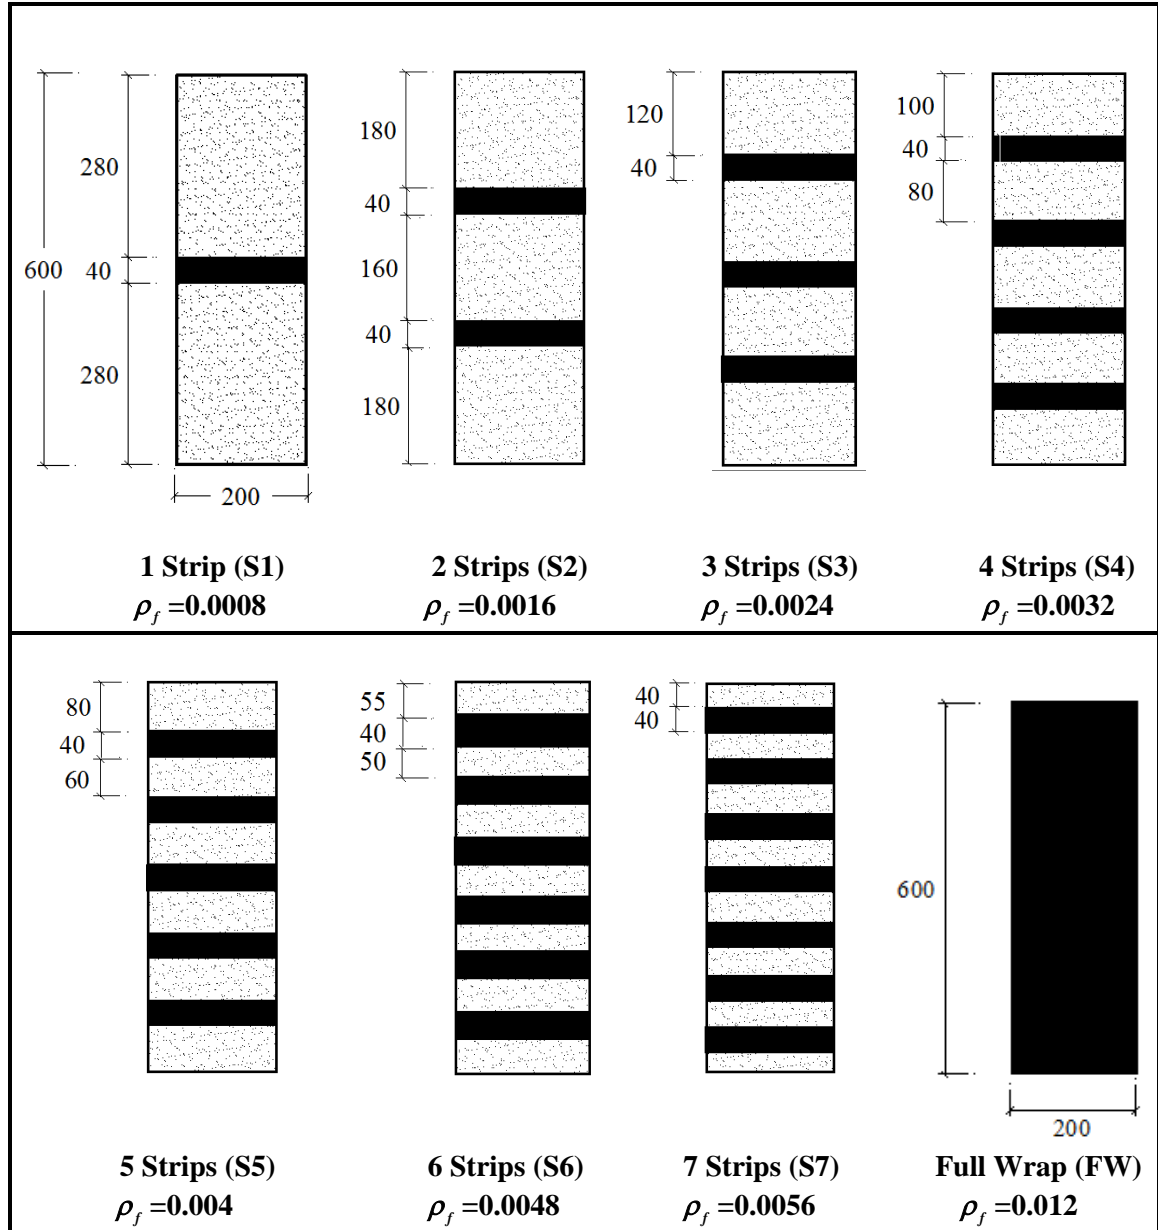 600
280
40
280
200
180
40
160
40
180
120
40
100
40
80
1 Strip (S1)
ρf =0.0008
2 Strips (S2)
ρf =0.0016
3 Strips (S3)
ρf =0.0024
4 Strips (S4)
ρf =0.0032
80
40
60
55
40
50
40
40
600
200
5 Strips (S5)
ρf =0.004
6 Strips (S6)
ρf =0.0048
7 Strips (S7)
ρf =0.0056
Full Wrap (FW)
ρf =0.012